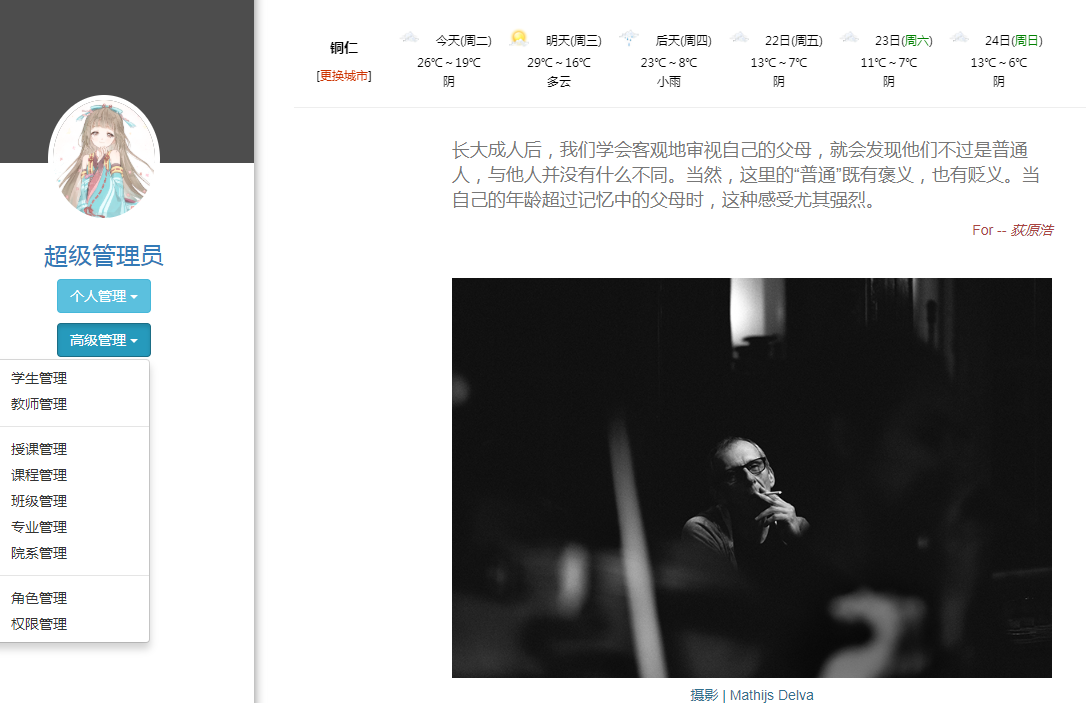 铜仁
[更换城市]
今天(周二)
26℃ ~ 19℃
阴
明天(周三)
29℃ ~ 16℃
多云
后天(周四)
23℃ ~ 8℃
小雨
22日(周五)
13℃ ~ 7℃
阴
23日(周六)
11℃ ~ 7℃
阴
24日(周日)
13℃ ~ 6℃
阴
超级管理员
个人管理
高级管理
学生管理
教师管理
授课管理
课程管理
班级管理
专业管理
院系管理
角色管理
权限管理
长大成人后，我们学会客观地审视自己的父母，就会发现他们不过是普通
人，与他人并没有什么不同。当然，这里的“普通”既有褒义，也有贬义。当
自己的年龄超过记忆中的父母时，这种感受尤其强烈。
For -- 荻原浩
摄影 | Mathijs Delva